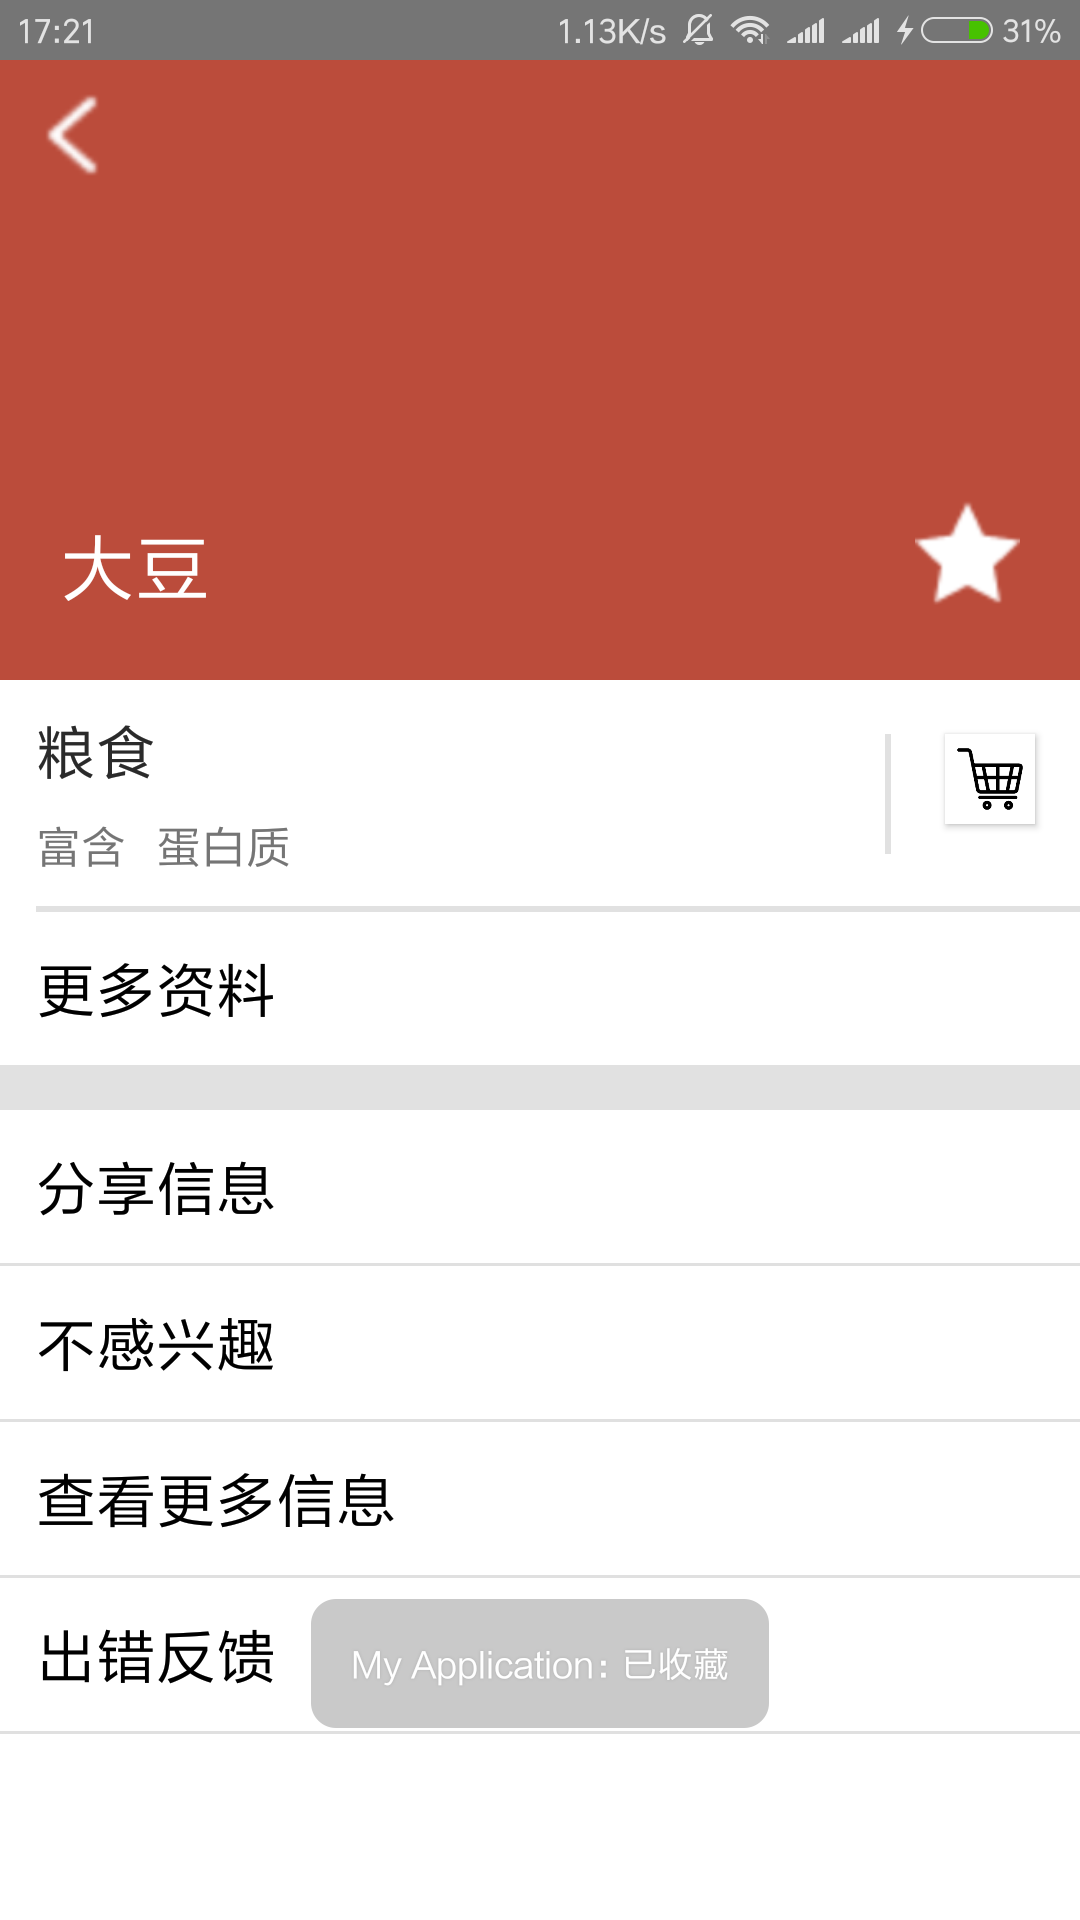 17:21 1.13K/s 31%
大豆
粮食
富含 蛋白质
更多资料
分享信息
不感兴趣
查看更多信息
出错反馈
My Application：已收藏